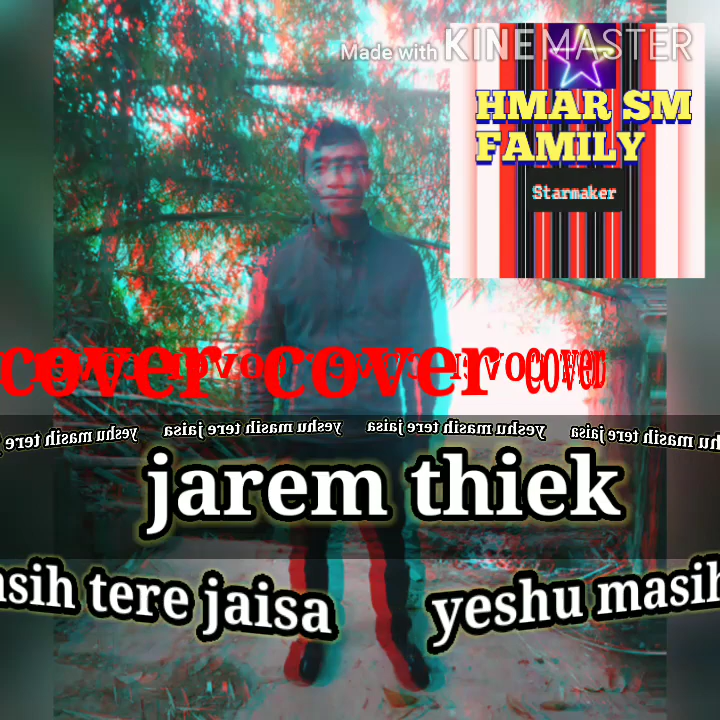 Made with KINEMASTER
HMAR SM
FAMILY
Starmaker
cover cover cover
yeshu masih tere jaisa yeshu masih tere jaisa yeshu masih tere jaisa
jarem thiek
tere jaisa yeshu masih